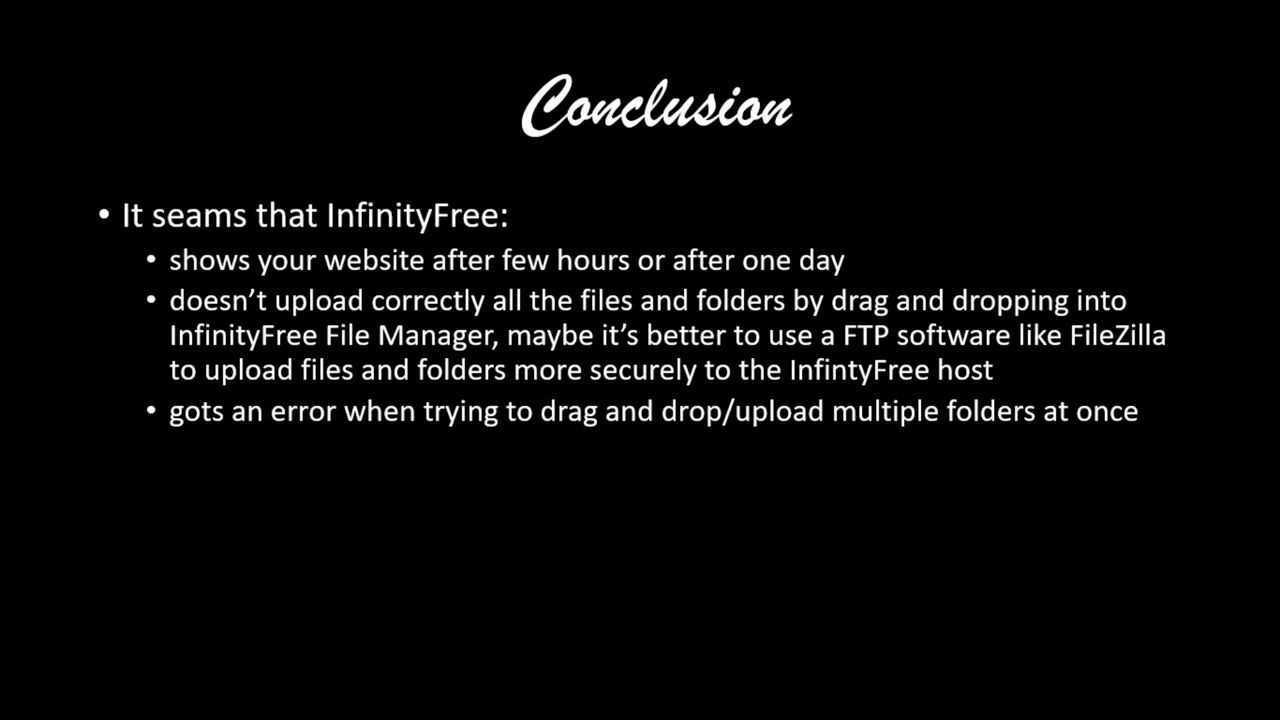 Conclusion
• It seams that InfinityFree:
• shows your website after few hours or after one day
• doesn’t upload correctly all the files and folders by drag and dropping into
InfinityFree File Manager, maybe it’s better to use a FTP software like FileZilla
to upload files and folders more securely to the InfintyFree host
• gots an error when trying to drag and drop/upload multiple folders at once